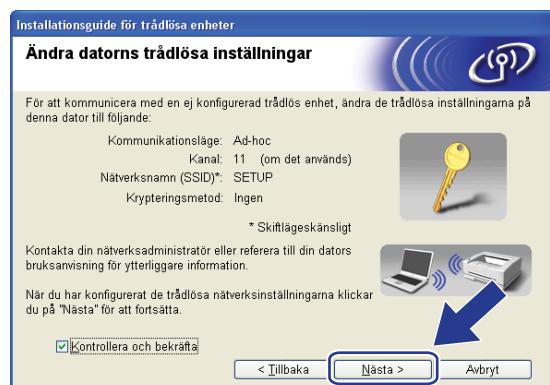 Installationsguide för trådlösa enheter
Ändra datorns trådlösa inställningar
För att kommunicera med en ej konfigurerad trådlös enhet, ändra de trådlösa inställningarna på
denna dator till följande:
Kommunikationsläge: Ad-hoc
Kanal: 11 (om det används)
Nätverksnamn (SSID)*: SETUP
Krypteringsmetod: Ingen
* Skiftlägeskänsligt
Kontakta din nätverksadministratör eller referera till din dators
bruksanvisning för ytterliggare information.
När du har konfigurerat de trådlösa nätverksinställningarna klickar
du på "Nästa" för att fortsätta.
Kontrollera och bekräfta
< Tillbaka Nästa > Avbryt